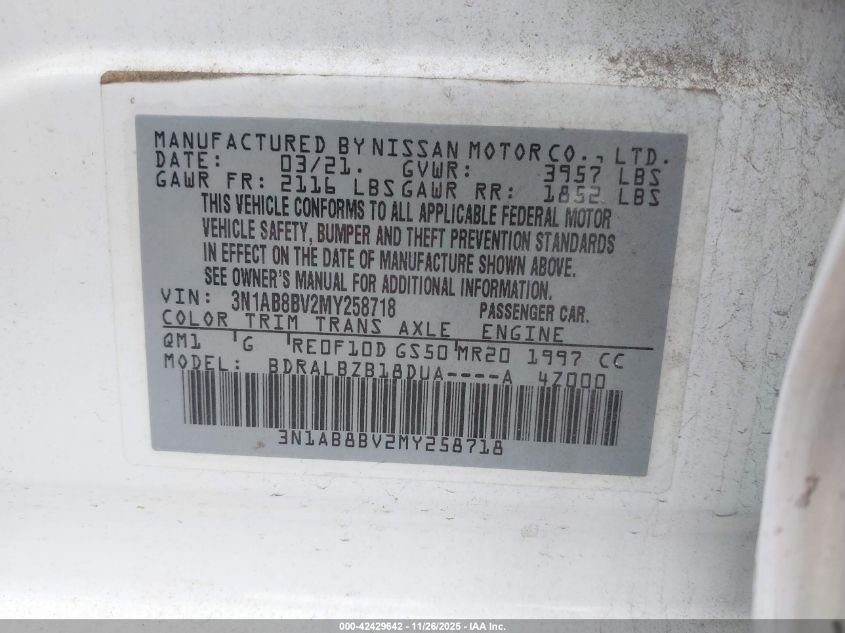 MANUFACTURED BY NISSAN MOTOR CO., LTD.
DATE: 03/21. GVWR: 3957 LBS
GAWR FR: 2116 LBS GAWR RR: 1852 LBS
THIS VEHICLE CONFORMS TO ALL APPLICABLE FEDERAL MOTOR
VEHICLE SAFETY, BUMPER AND THEFT PREVENTION STANDARDS
IN EFFECT ON THE DATE OF MANUFACTURE SHOWN ABOVE.
SEE OWNER'S MANUAL FOR ADDITIONAL INFORMATION.
VIN: 3N1AB8BV2MY258718 PASSENGER CAR.
COLOR TRIM TRANS AXLE ENGINE
QM1 G RE0F10D GS50 MR20 1997 CC
MODEL: BDRALBZB18DUA----A 4Z000
3N1AB8BV2MY258718
000-42429642 - 11/26/2025 - IAA Inc.